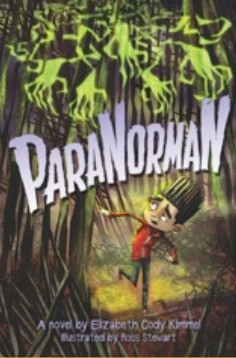 PARANORMAN
A novel by Elizabeth Cody Kimmel
Illustrated by Ross Stewart